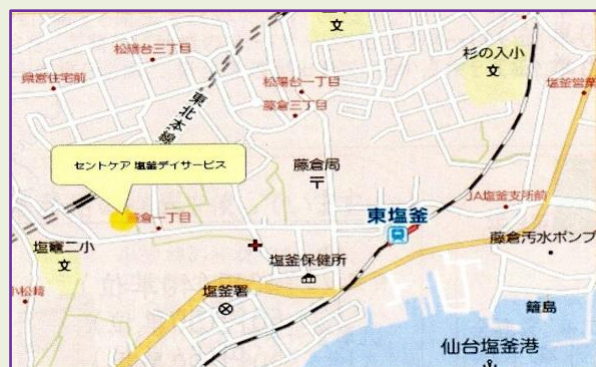 松陽台三丁目
杉の入小
文
文
県営住宅前
松陽台一丁目
塩釜営業
東北本線
藤倉三丁目
セントケア 塩釜デイサービス
藤倉局
〒
JA塩釜支所前
藤倉一丁目
東塩釜
塩竈二小
文
塩釜保健所
藤倉汚水ポンプ
小松崎
塩釜署
籬島
仙台塩釜港